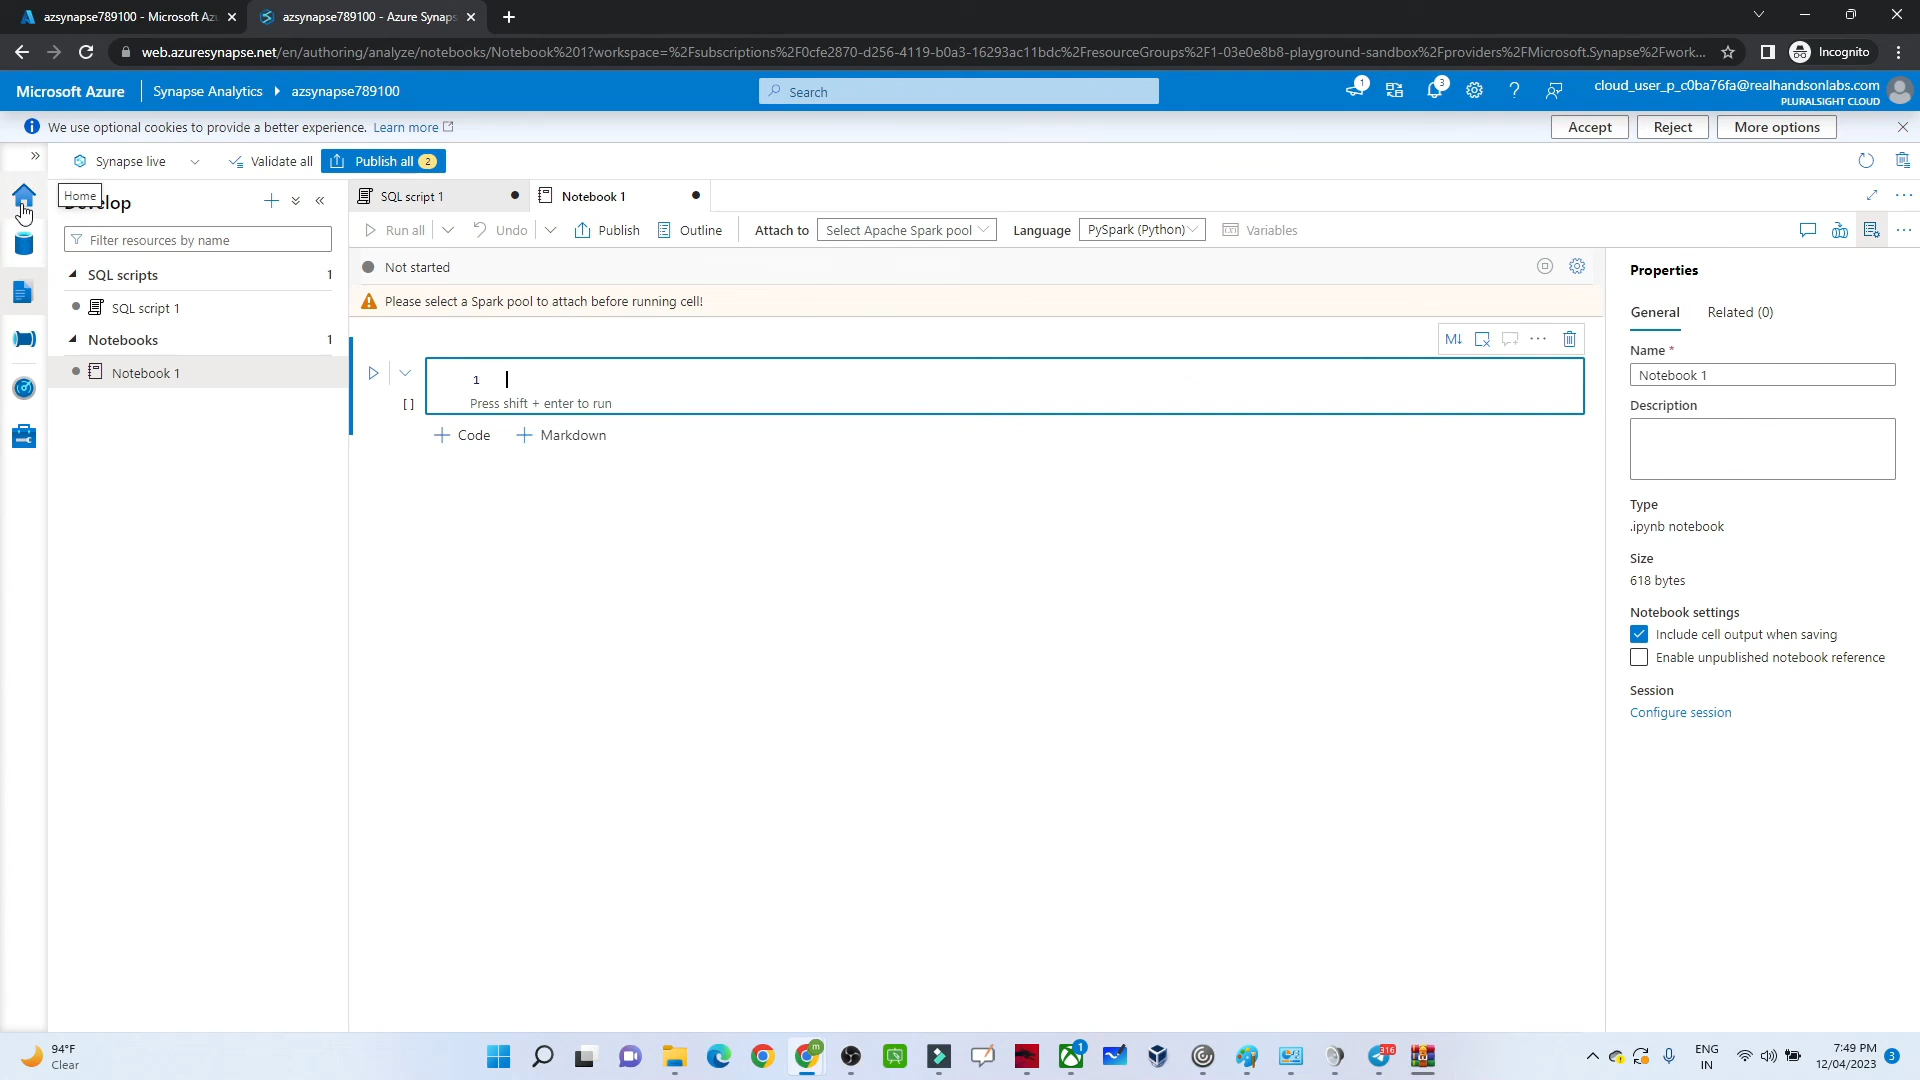 azsynapse789100 - Microsoft Az
azsynapse789100 - Azure Synaps
web.azuresynapse.net/en/authoring/analyze/notebooks/Notebook%201?workspace=%2Fsubscriptions%2F0cfe2870-d256-4119-b0a3-16293ac11bdc%2FresourceGroups%2F1-03e0e8b8-playground-sandbox%2Fproviders%2FMicrosoft.Synapse%2Fwork...
Incognito
Microsoft Azure
Synapse Analytics
azsynapse789100
Search
1
3
cloud_user_p_c0ba76fa@realhandsonlabs.com
PLURALSIGHT CLOUD
We use optional cookies to provide a better experience. Learn more
Accept
Reject
More options
Synapse live
Validate all
Publish all 2
Home
Develop
SQL script 1
Notebook 1
Run all
Undo
Publish
Outline
Attach to
Select Apache Spark pool
Language
PySpark (Python)
Variables
Filter resources by name
SQL scripts 1
SQL script 1
Notebooks 1
Notebook 1
Not started
Please select a Spark pool to attach before running cell!
M↓
1
[ ]
Press shift + enter to run
Code
Markdown
Properties
General
Related (0)
Name *
Notebook 1
Description
Type
.ipynb notebook
Size
618 bytes
Notebook settings
Include cell output when saving
Enable unpublished notebook reference
Session
Configure session
94°F
Clear
m
1
316
ENG
IN
7:49 PM
12/04/2023
3